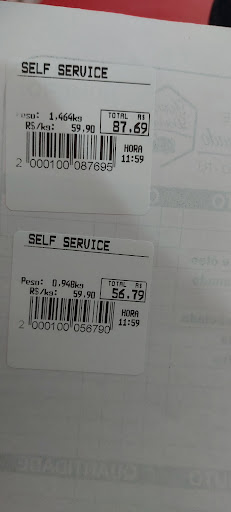 SELF SERVICE
Peso: 1,464kg
TOTAL R$
R$/kg: 59,90
87,69
HORA
11:59
2 000100 087695
SELF SERVICE
Peso: 0,948kg
TOTAL R$
R$/kg: 59,90
56,79
HORA
11:59
2 000100 056790
QUANTIDADE